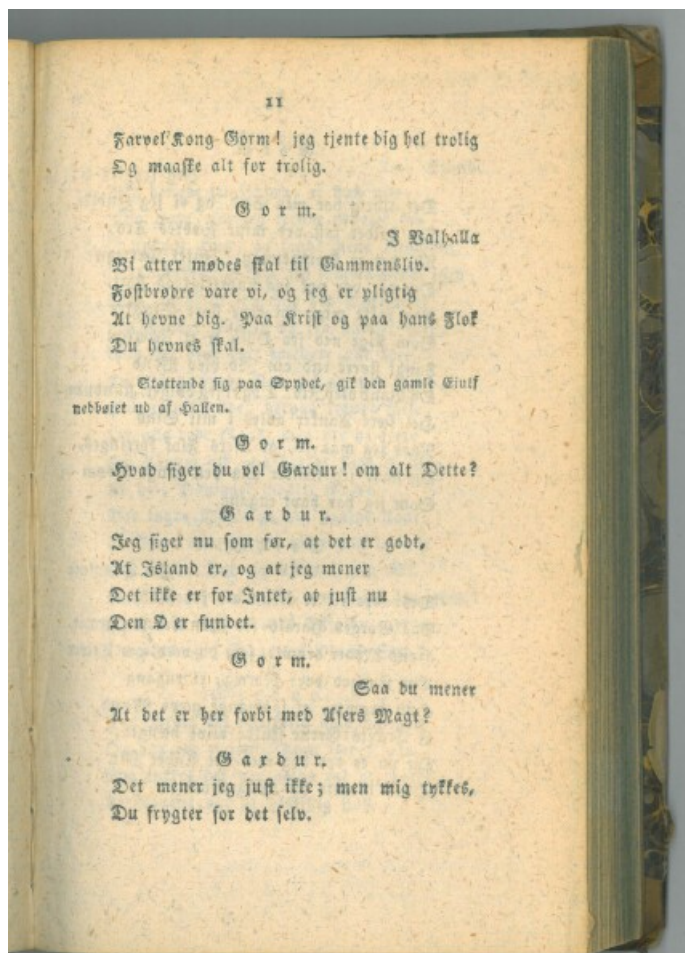 11
Farvel Kong Gorm! jeg tjente dig hel trolig
Og maaske alt for trolig.
Gorm.
I Valhalla
Vi atter mødes skal til Gammensliv.
Fostbrødre vare vi, og jeg er pligtig
At hevne dig. Paa Krist og paa hans Flok
Du hevnes skal.
Støttende sig paa Spydet, gik den gamle Eiulf
nedbøiet ud af Hallen.
Gorm.
Hvad siger du vel Gardur! om alt Dette?
Gardur.
Jeg siger nu som før, at det er godt,
At Island er, og at jeg mener
Det ikke er for Intet, at just nu
Den Ø er fundet.
Gorm.
Saa du mener
At det er her forbi med Asers Magt?
Gardur.
Det mener jeg just ikke; men mig tykkes,
Du frygter for det selv.